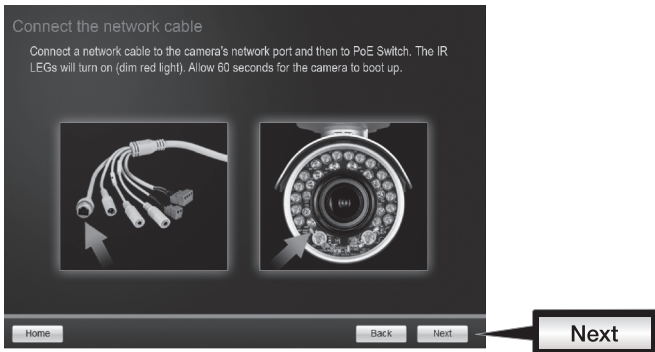 Connect the network cable
Connect a network cable to the camera's network port and then to PoE Switch. The IR
LEGs will turn on (dim red light). Allow 60 seconds for the camera to boot up.
Home
Back
Next
Next